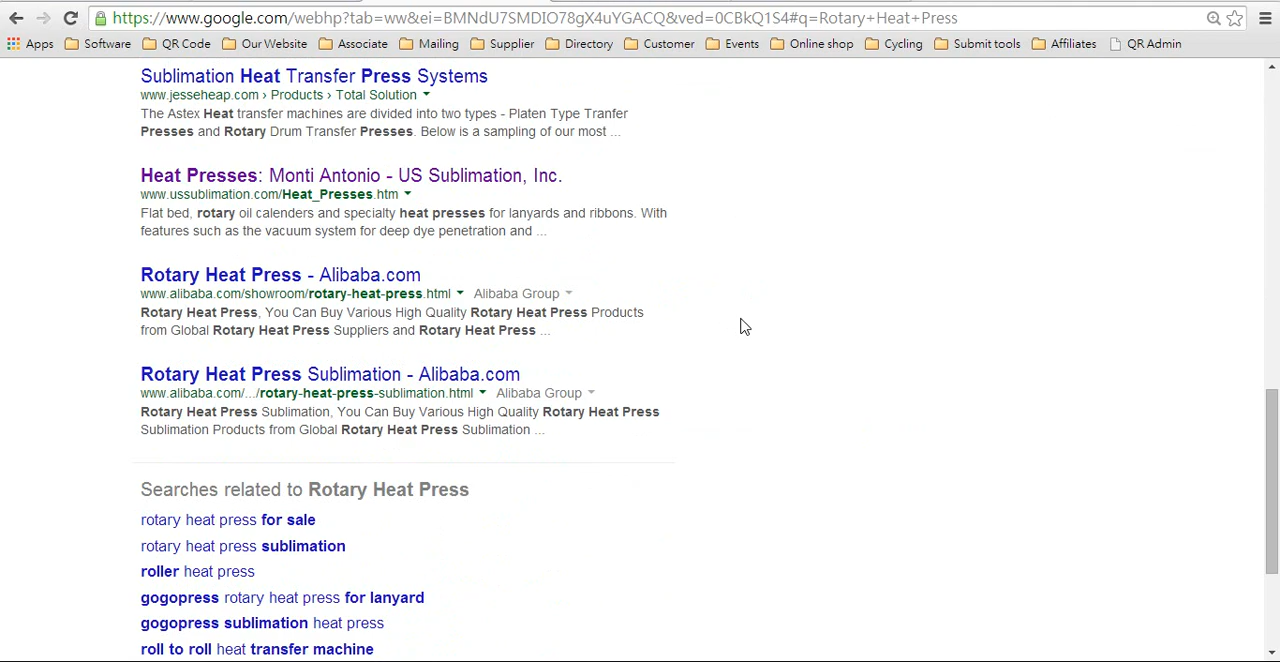 https://www.google.com/webhp?tab=ww&ei=BMNdU7SMDIO78gX4uYGACQ&ved=0CBkQ1S4#q=Rotary+Heat+Press
Apps Software QR Code Our Website Associate Mailing Supplier Directory Customer Events Online shop Cycling Submit tools Affiliates QR Admin
Sublimation Heat Transfer Press Systems
www.jesseheap.com › Products › Total Solution
The Astex Heat transfer machines are divided into two types - Platen Type Tranfer
Presses and Rotary Drum Transfer Presses. Below is a sampling of our most ...
Heat Presses: Monti Antonio - US Sublimation, Inc.
www.ussublimation.com/Heat_Presses.htm
Flat bed, rotary oil calenders and specialty heat presses for lanyards and ribbons. With
features such as the vacuum system for deep dye penetration and ...
Rotary Heat Press - Alibaba.com
www.alibaba.com/showroom/rotary-heat-press.html Alibaba Group
Rotary Heat Press, You Can Buy Various High Quality Rotary Heat Press Products
from Global Rotary Heat Press Suppliers and Rotary Heat Press ...
Rotary Heat Press Sublimation - Alibaba.com
www.alibaba.com/.../rotary-heat-press-sublimation.html Alibaba Group
Rotary Heat Press Sublimation, You Can Buy Various High Quality Rotary Heat Press
Sublimation Products from Global Rotary Heat Press Sublimation ...
Searches related to Rotary Heat Press
rotary heat press for sale
rotary heat press sublimation
roller heat press
gogopress rotary heat press for lanyard
gogopress sublimation heat press
roll to roll heat transfer machine